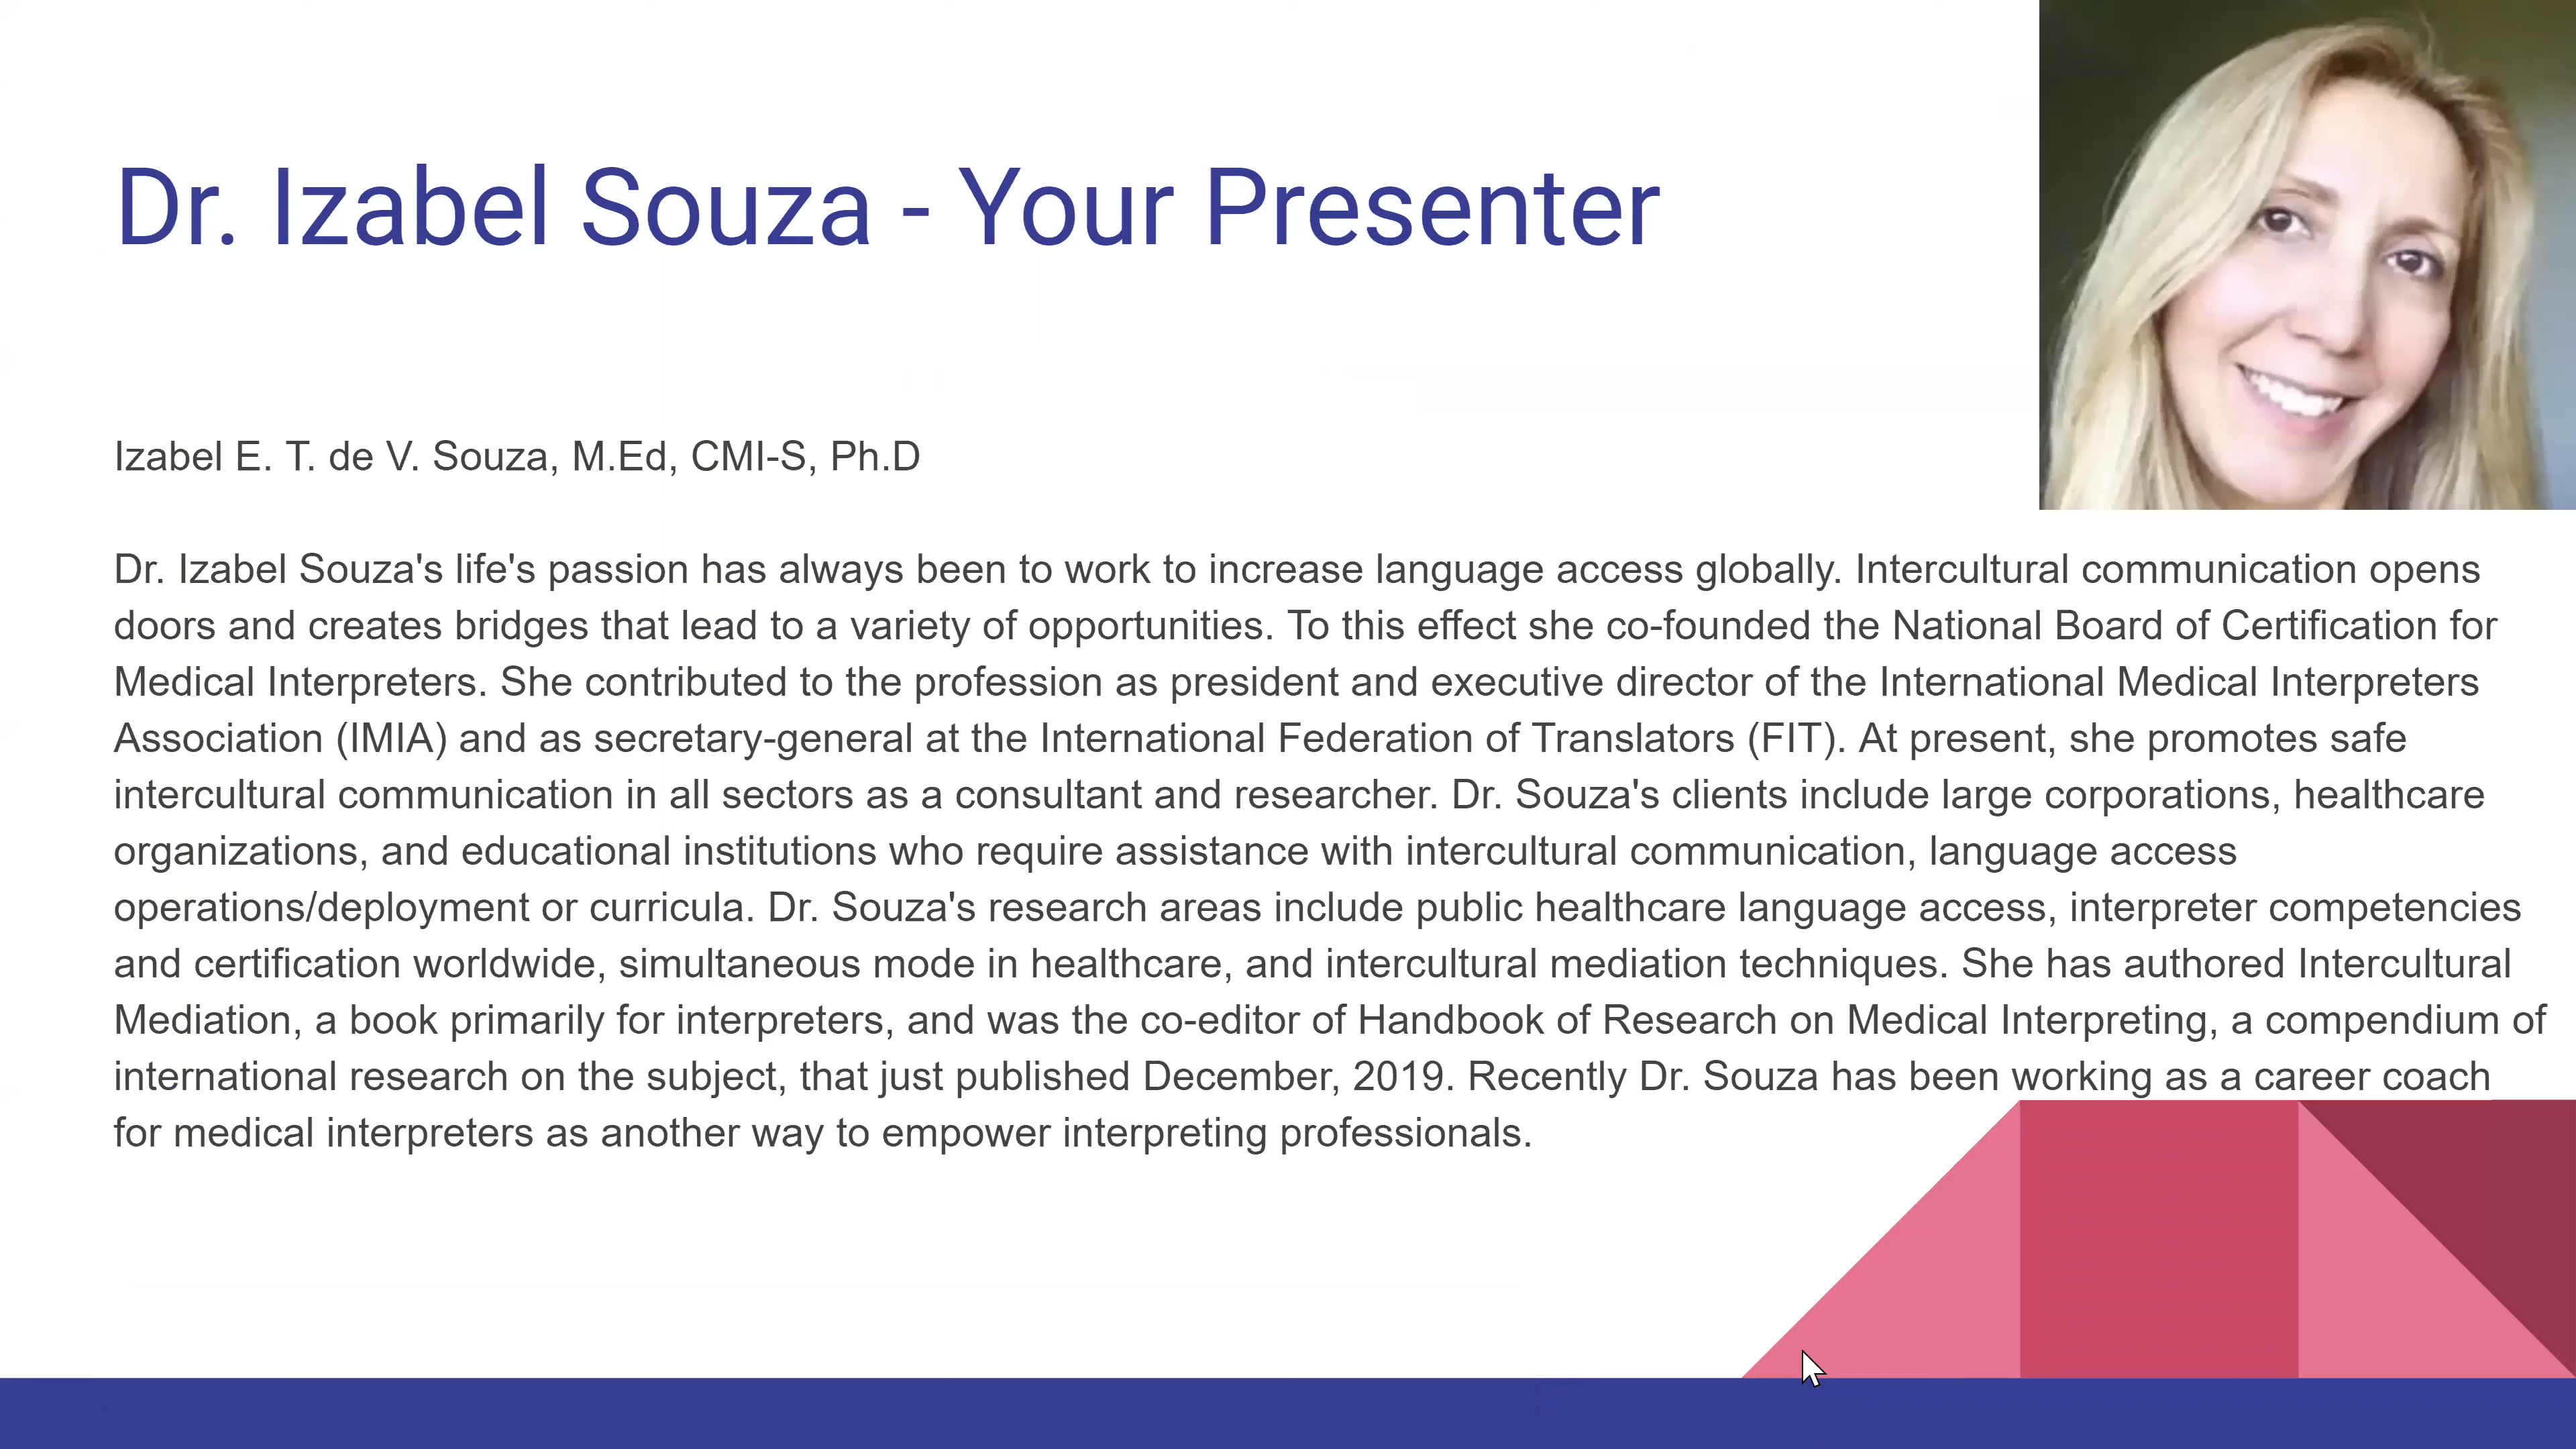 Dr. Izabel Souza - Your Presenter
Izabel E. T. de V. Souza, M.Ed, CMI-S, Ph.D
Dr. Izabel Souza's life's passion has always been to work to increase language access globally. Intercultural communication opens
doors and creates bridges that lead to a variety of opportunities. To this effect she co-founded the National Board of Certification for
Medical Interpreters. She contributed to the profession as president and executive director of the International Medical Interpreters
Association (IMIA) and as secretary-general at the International Federation of Translators (FIT). At present, she promotes safe
intercultural communication in all sectors as a consultant and researcher. Dr. Souza's clients include large corporations, healthcare
organizations, and educational institutions who require assistance with intercultural communication, language access
operations/deployment or curricula. Dr. Souza's research areas include public healthcare language access, interpreter competencies
and certification worldwide, simultaneous mode in healthcare, and intercultural mediation techniques. She has authored Intercultural
Mediation, a book primarily for interpreters, and was the co-editor of Handbook of Research on Medical Interpreting, a compendium of
international research on the subject, that just published December, 2019. Recently Dr. Souza has been working as a career coach
for medical interpreters as another way to empower interpreting professionals.